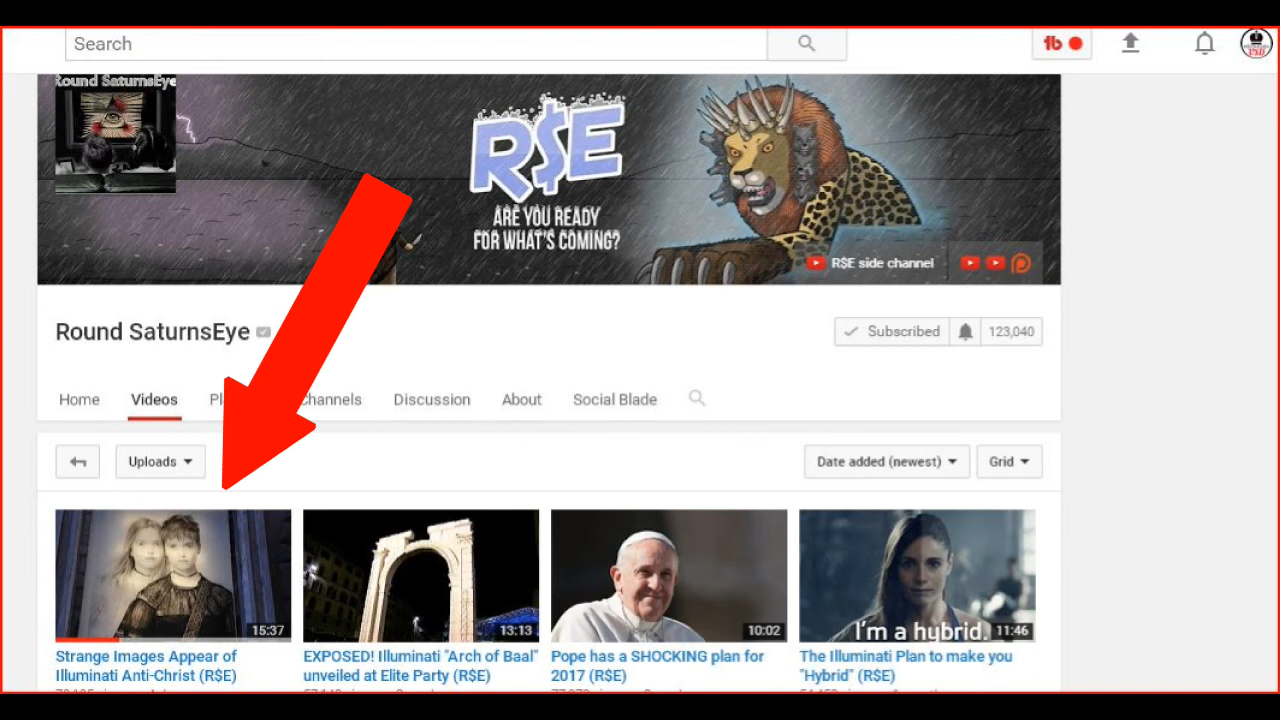 Search
Round SaturnsEye
R$E
ARE YOU READY
FOR WHAT'S COMING?
R$E side channel
Round SaturnsEye
Subscribed 123,040
Home Videos Channels Discussion About Social Blade
Uploads Date added (newest) Grid
I'm a hybrid.
15:37 13:13 10:02 11:46
Strange Images Appear of
Illuminati Anti-Christ (R$E)
EXPOSED! Illuminati "Arch of Baal"
unveiled at Elite Party (R$E)
Pope has a SHOCKING plan for
2017 (R$E)
The Illuminati Plan to make you
"Hybrid" (R$E)